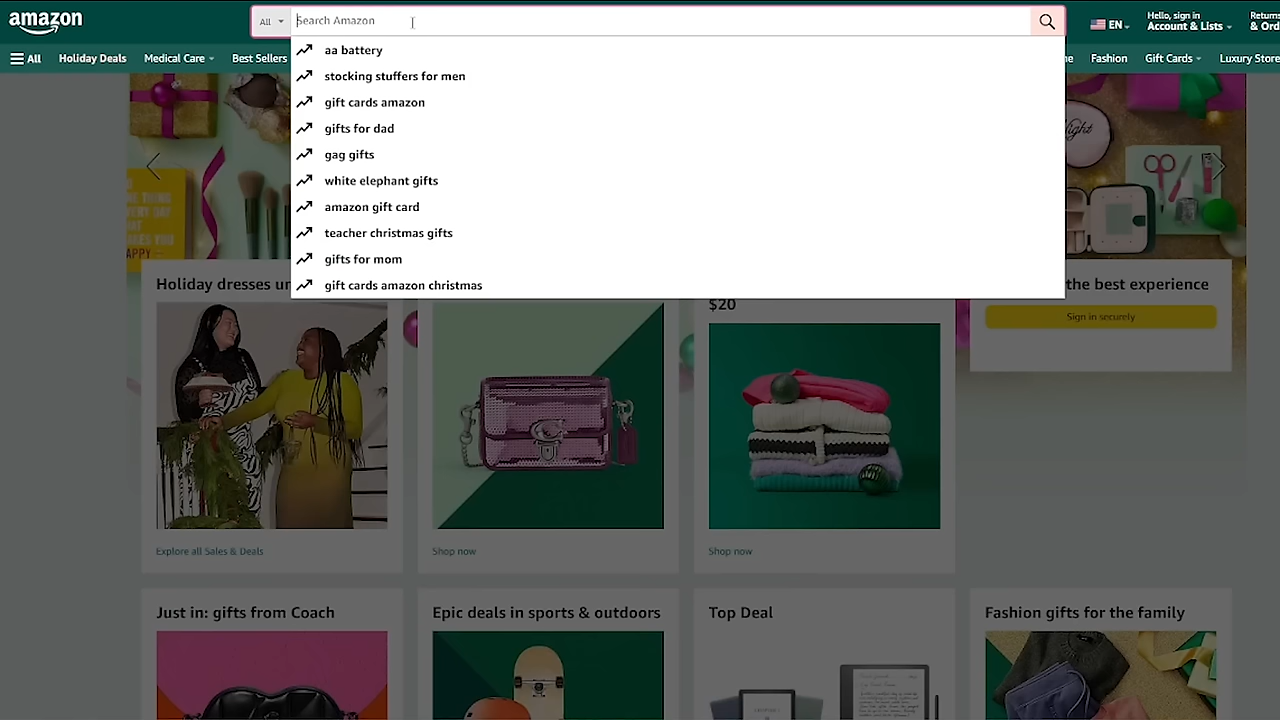 amazon
All
Search Amazon
EN
Hello, sign in
Account & Lists
Returns
& Ord
All
Holiday Deals
Medical Care
Best Sellers
Fashion
Gift Cards
Luxury Store
aa battery
stocking stuffers for men
gift cards amazon
gifts for dad
gag gifts
white elephant gifts
amazon gift card
teacher christmas gifts
gifts for mom
gift cards amazon christmas
Holiday dresses
$20
the best experience
Sign in securely
Explore all Sales & Deals
Shop now
Shop now
Just in: gifts from Coach
Epic deals in sports & outdoors
Top Deal
Fashion gifts for the family